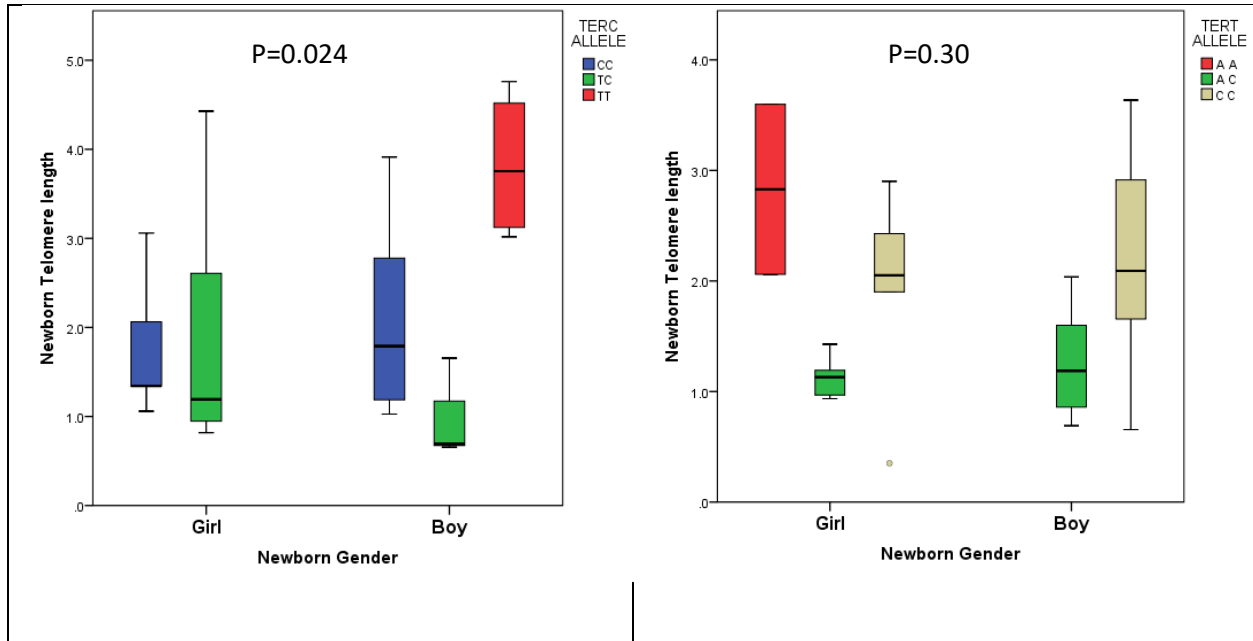 P=0.024
TERC
ALLELE
CC
TC
TT
5.0
4.0
3.0
2.0
1.0
.0
Newborn Telomere length
Girl
Boy
Newborn Gender
P=0.30
TERT
ALLELE
A A
A C
C C
4.0
3.0
2.0
1.0
.0
Newborn Telomere length
Girl
Boy
Newborn Gender